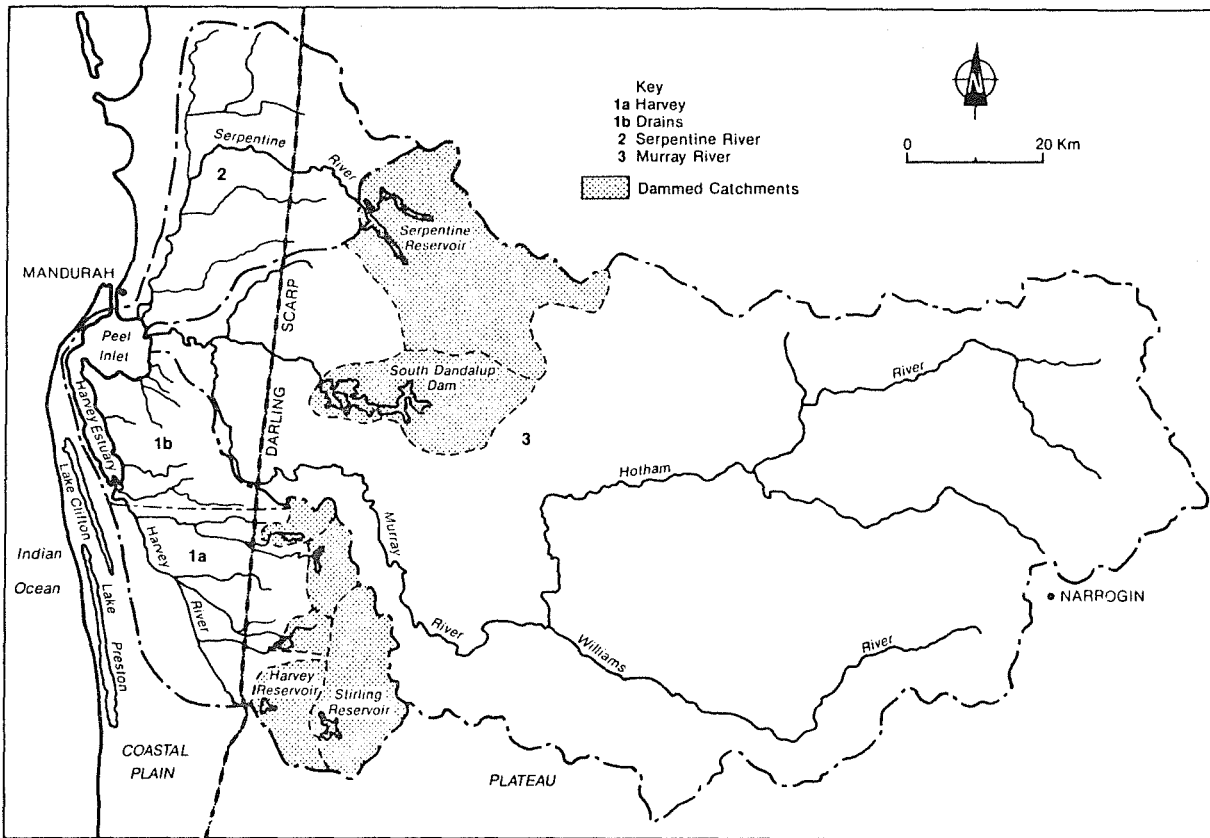 Key
1a Harvey
1b Drains
2 Serpentine River
3 Murray River
Dammed Catchments
N
0 20 Km
Serpentine
River
2
Serpentine
Reservoir
MANDURAH
Peel
Inlet
SCARP
DARLING
South Dandalup
Dam
3
River
Harvey Estuary
1b
Hotham
Lake Clifton
Harvey
River
1a
Murray
River
Indian
Ocean
Lake
Preston
NARROGIN
Williams
River
Harvey
Reservoir
Stirling
Reservoir
COASTAL
PLAIN
PLATEAU